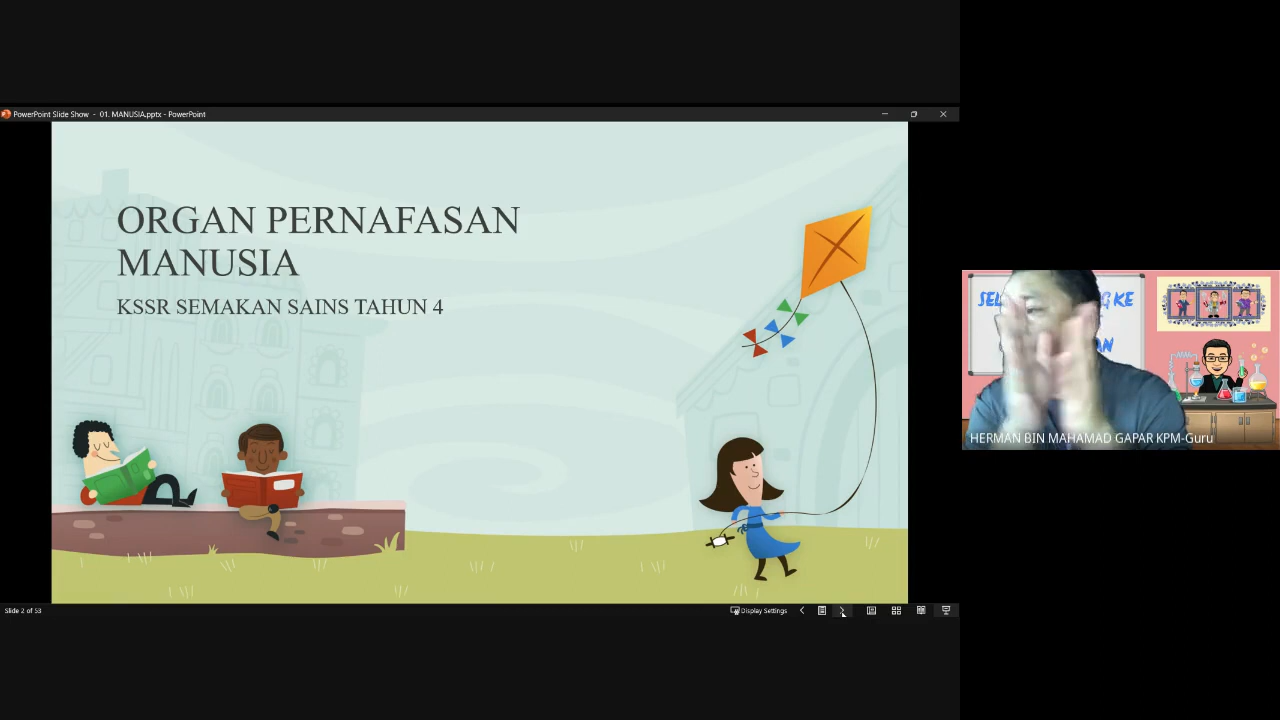 PowerPoint Slide Show - 01. MANUSIA.pptx - PowerPoint
ORGAN PERNAFASAN
MANUSIA
KSSR SEMAKAN SAINS TAHUN 4
KE
HERMAN BIN MAHAMAD GAPAR KPM-Guru
Slide 2 of 53
Display Settings